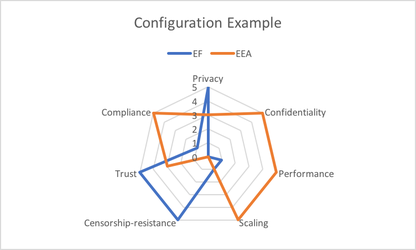 Configuration Example
EF EEA
Privacy
5
4
3
2
1
0
Compliance Confidentiality
Trust Performance
Censorship-resistance Scaling